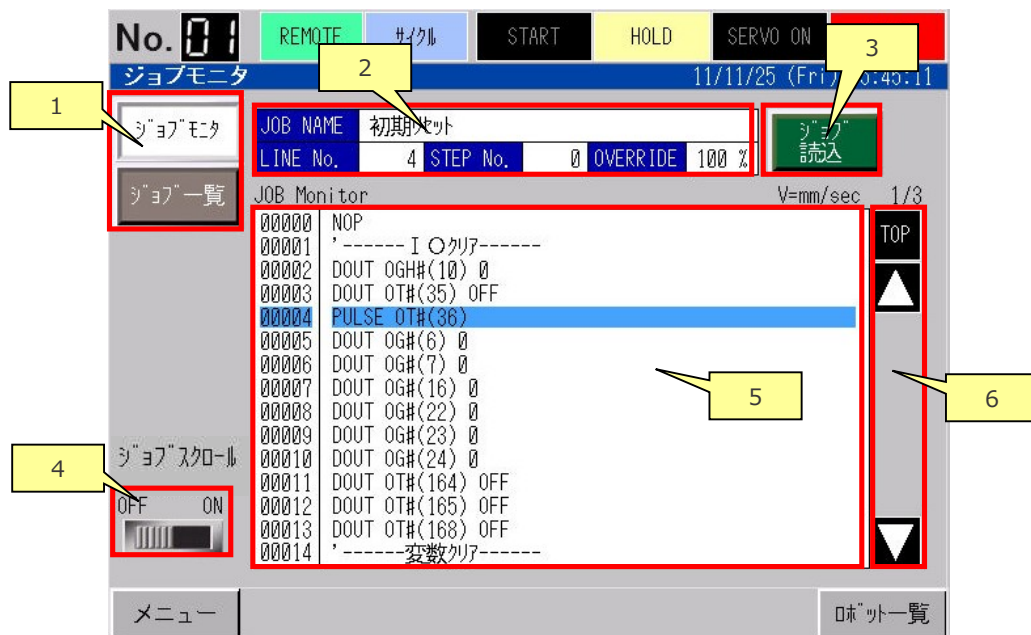 No. 01 REMOTE ｻｲｸﾙ START HOLD SERVO ON
ジョブモニタ 11/11/25 (Fri) :45:11
1
2
3
ｼﾞｮﾌﾞﾓﾆﾀ
ｼﾞｮﾌﾞ一覧
JOB NAME 初期ﾘｾｯﾄ
LINE No. 4 STEP No. 0 OVERRIDE 100 %
ｼﾞｮﾌﾞ
読込
JOB Monitor V=mm/sec 1/3
TOP
00000 NOP
00001 '------ＩＯｸﾘｱ------
00002 DOUT OGH#(10) 0
00003 DOUT OT#(35) OFF
00004 PULSE OT#(36)
00005 DOUT OG#(6) 0
00006 DOUT OG#(7) 0
00007 DOUT OG#(16) 0
00008 DOUT OG#(22) 0
00009 DOUT OG#(23) 0
00010 DOUT OG#(24) 0
00011 DOUT OT#(164) OFF
00012 DOUT OT#(165) OFF
00013 DOUT OT#(168) OFF
00014 '------変数ｸﾘｱ------
5
6
ｼﾞｮﾌﾞｽｸﾛｰﾙ
4
OFF ON
メニュー
ﾛﾎﾞｯﾄ一覧